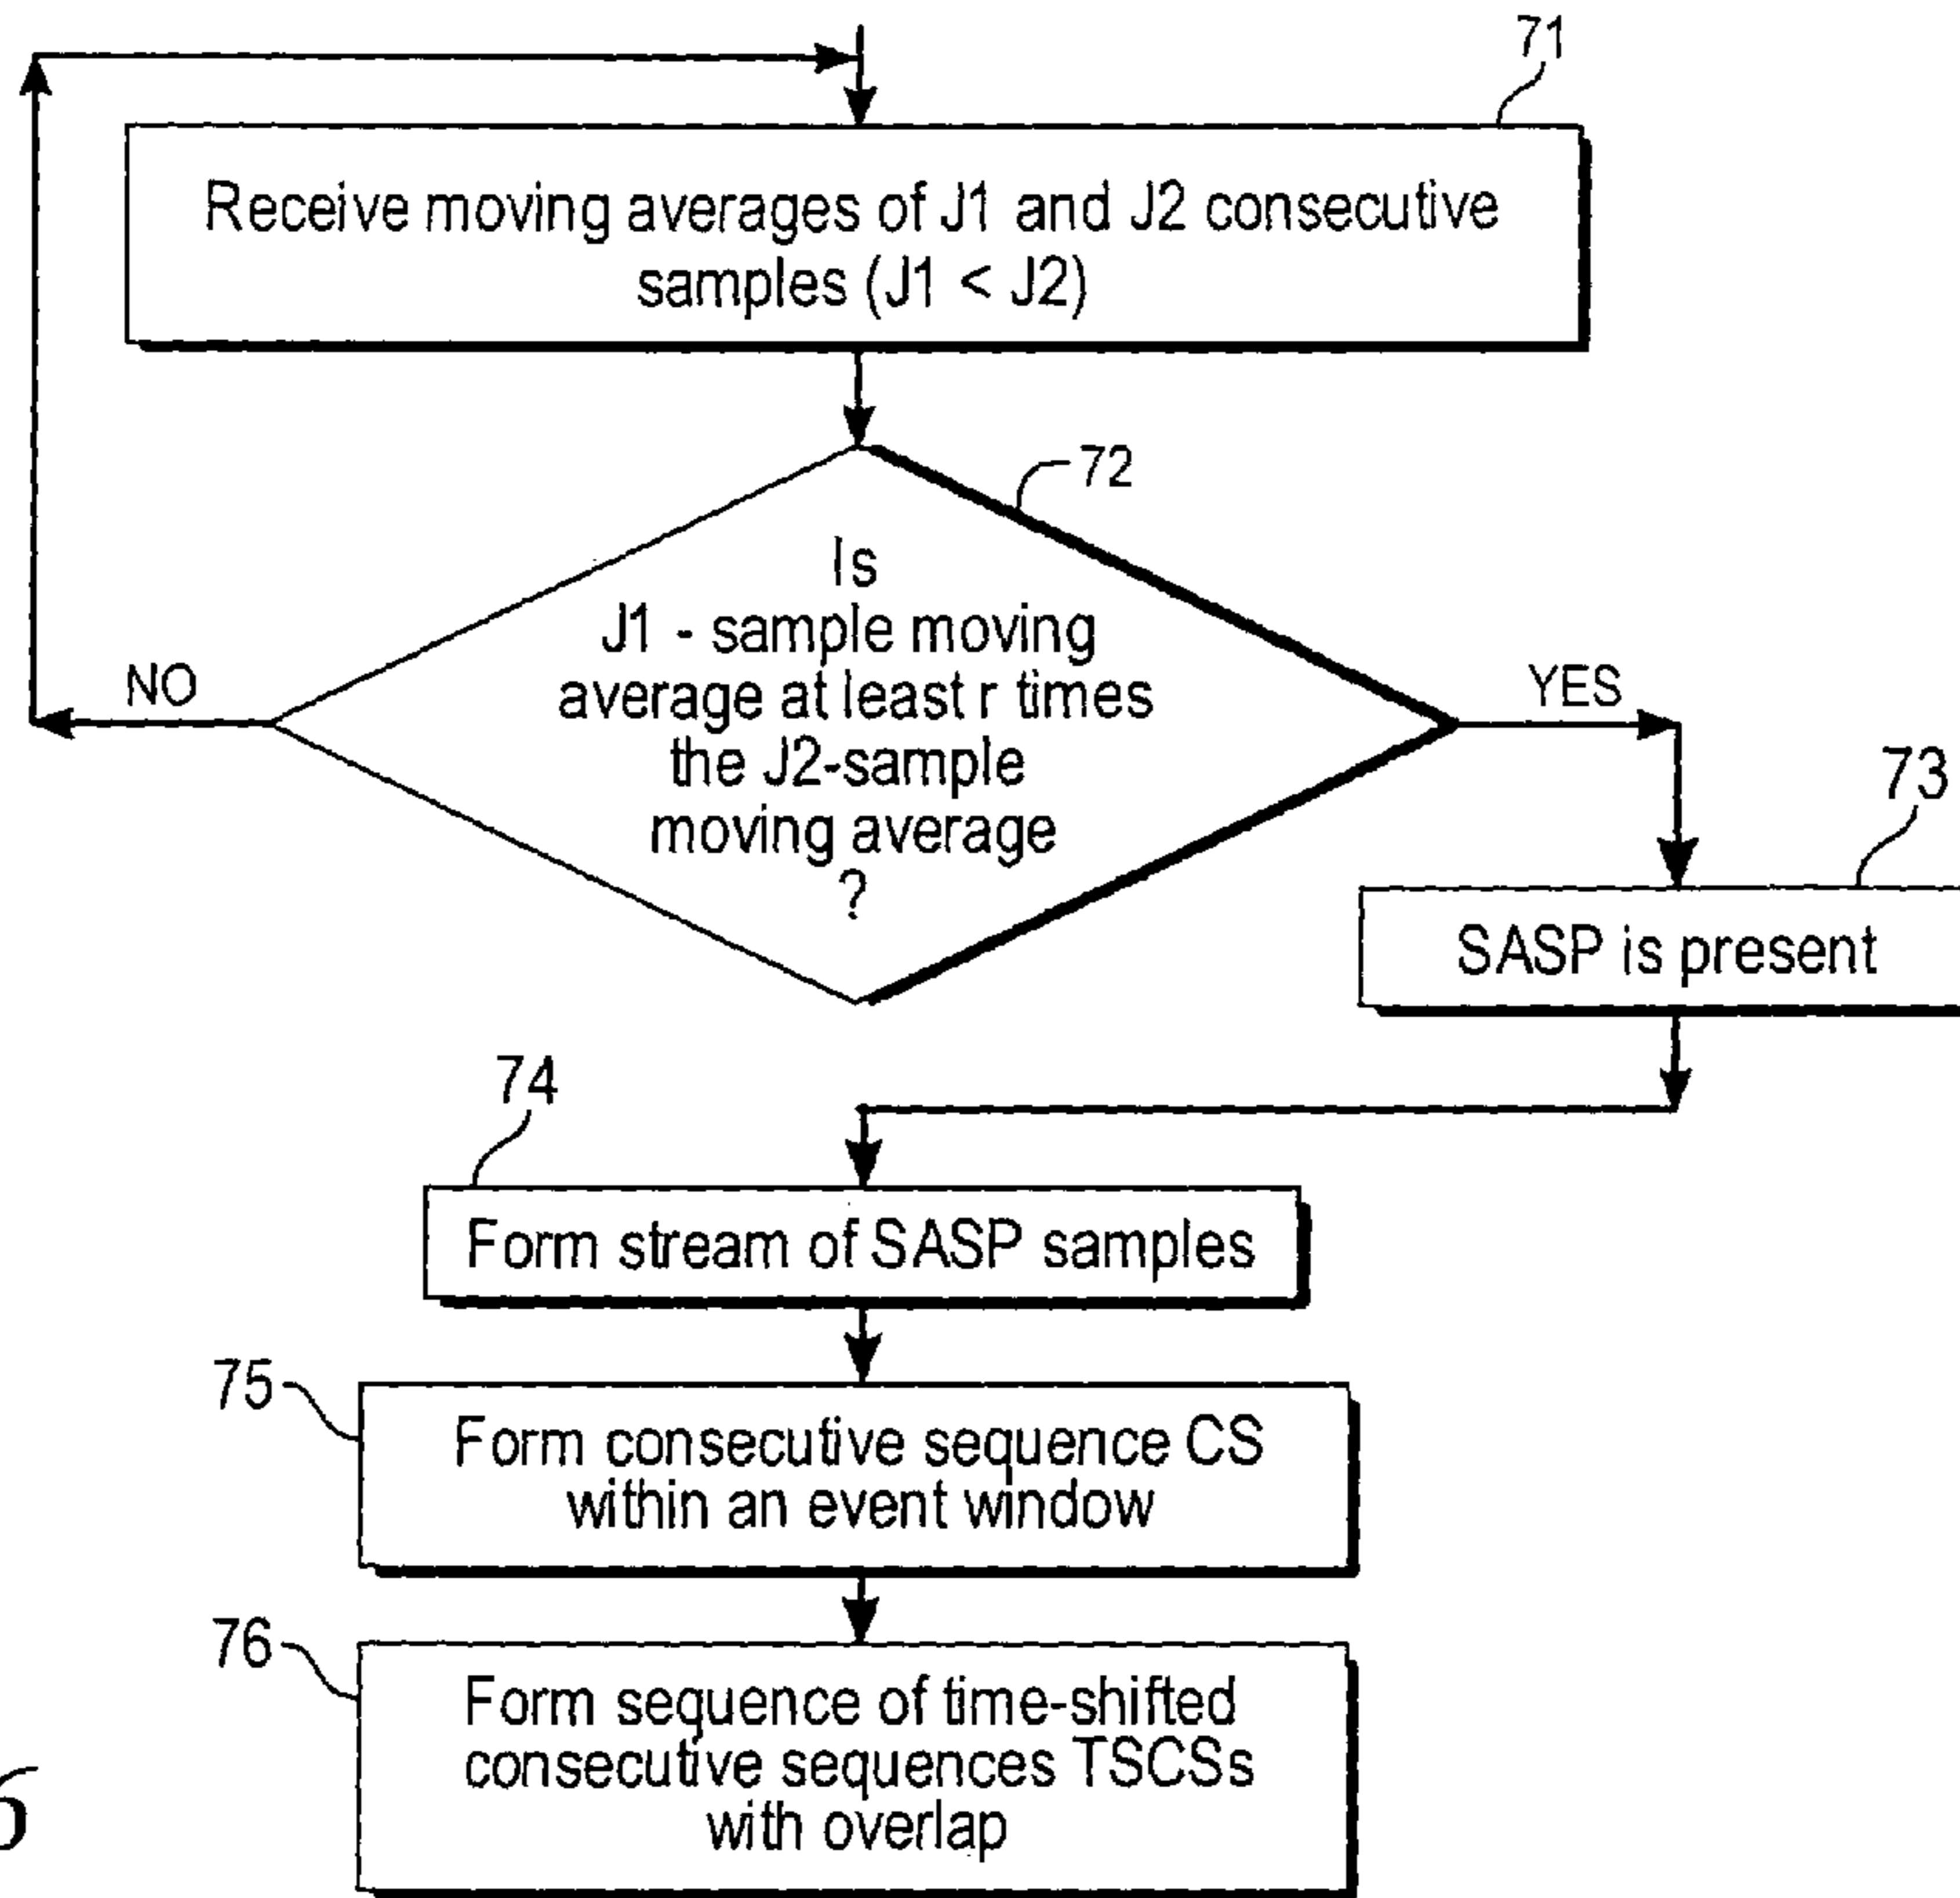 71
Receive moving averages of J1 and J2 consecutive
samples (J1 < J2)
72
Is
J1 - sample moving
average at least r times
the J2-sample
moving average
?
NO
YES
73
SASP is present
74
Form stream of SASP samples
75
Form consecutive sequence CS
within an event window
76
Form sequence of time-shifted
consecutive sequences TSCSs
with overlap